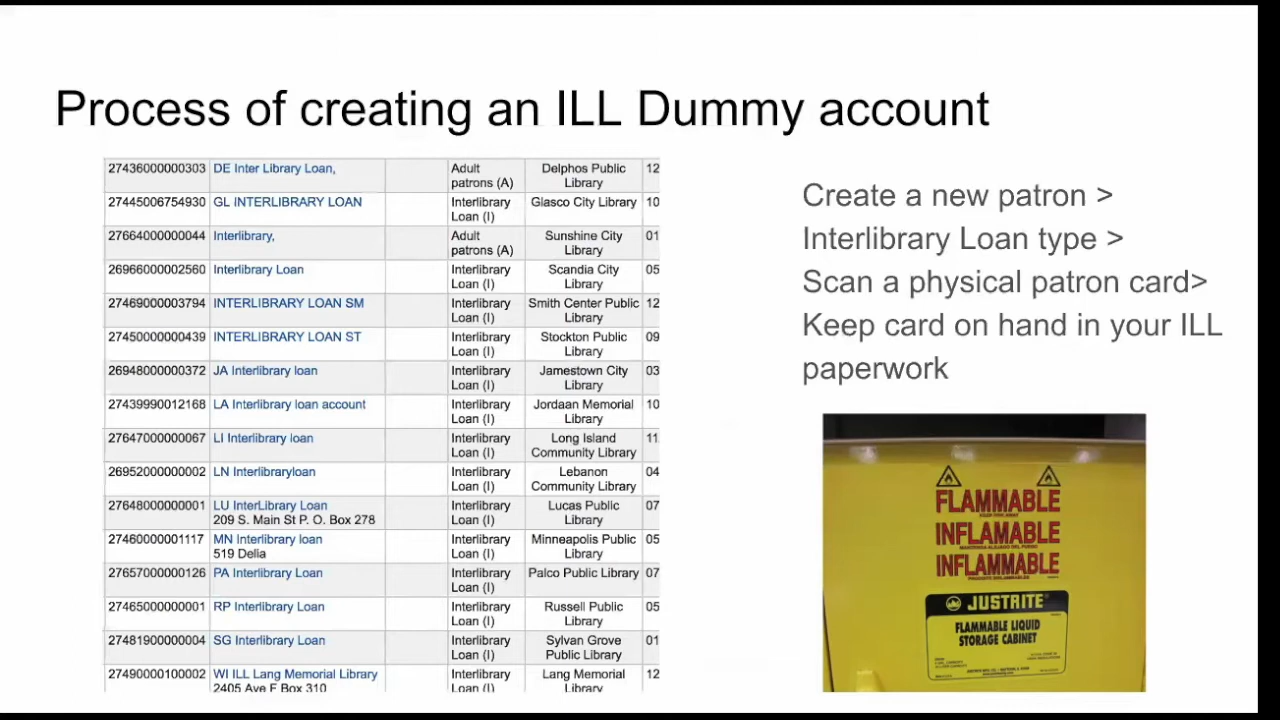 Process of creating an ILL Dummy account
27436000000303 DE Inter Library Loan, Adult Delphos Public 12
patrons (A) Library
27445006754930 GL INTERLIBRARY LOAN Interlibrary Glasco City Library 10
Loan (I)
27664000000044 Interlibrary, Adult Sunshine City 01
patrons (A) Library
26966000002560 Interlibrary Loan Interlibrary Scandia City 05
Loan (I) Library
27469000003794 INTERLIBRARY LOAN SM Interlibrary Smith Center Public 12
Loan (I) Library
27450000000439 INTERLIBRARY LOAN ST Interlibrary Stockton Public 09
Loan (I) Library
26948000000372 JA Interlibrary loan Interlibrary Jamestown City 03
Loan (I) Library
27439990012168 LA Interlibrary loan account Interlibrary Jordaan Memorial 10
Loan (I) Library
27647000000067 LI Interlibrary loan Interlibrary Long Island 11
Loan (I) Community Library
26952000000002 LN Interlibraryloan Interlibrary Lebanon 04
Loan (I) Community Library
27648000000001 LU InterLibrary Loan Interlibrary Lucas Public 07
209 S. Main St P. O. Box 278 Loan (I) Library
27460000001117 MN Interlibrary loan Interlibrary Minneapolis Public 05
519 Delia Loan (I) Library
27657000000126 PA Interlibrary Loan Interlibrary Palco Public Library 07
Loan (I)
27465000000001 RP Interlibrary Loan Interlibrary Russell Public 05
Loan (I) Library
27481900000004 SG Interlibrary Loan Interlibrary Sylvan Grove 01
Loan (I) Public Library
27490000100002 WI ILL Lang Memorial Library Interlibrary Lang Memorial 12
2405 Ave F Box 310 Loan (I) Library
Create a new patron >
Interlibrary Loan type >
Scan a physical patron card>
Keep card on hand in your ILL
paperwork
FLAMMABLE
INFLAMABLE
INFLAMMABLE
JUSTRITE
FLAMMABLE LIQUID
STORAGE CABINET